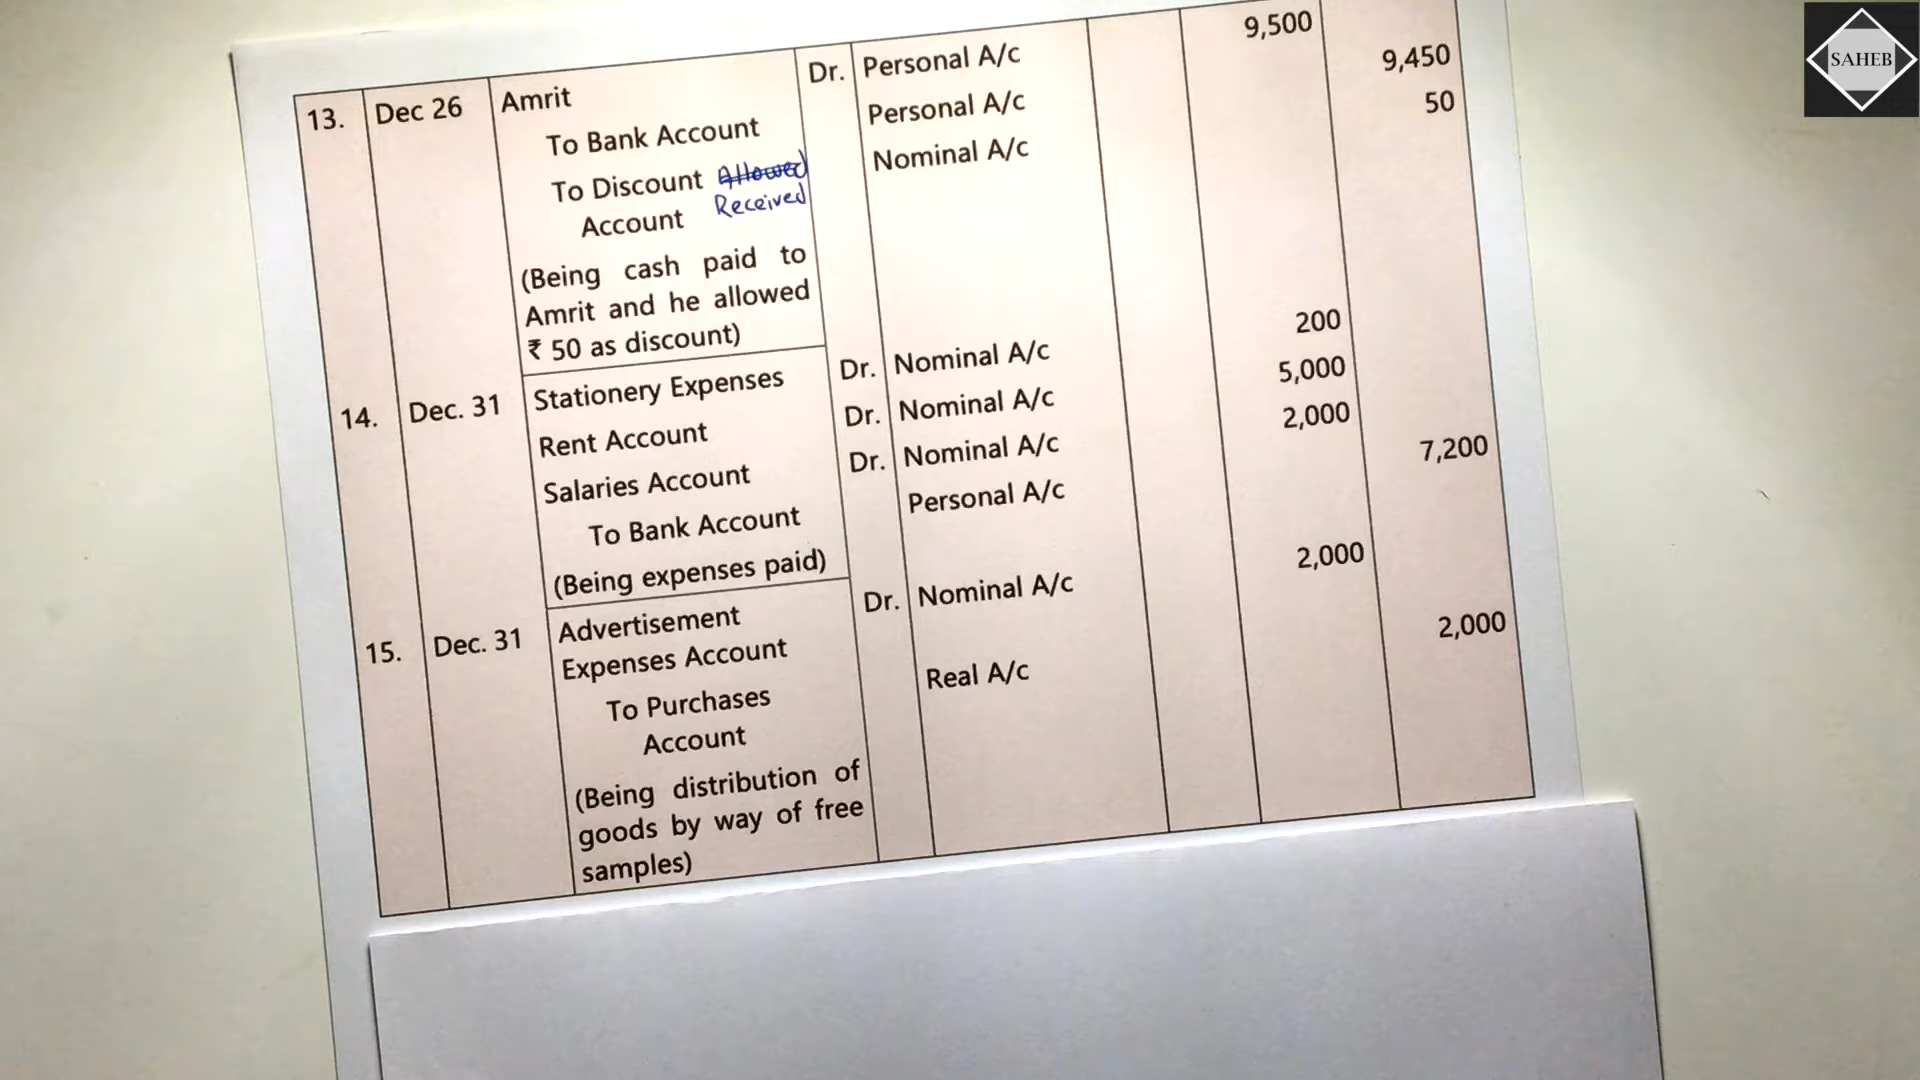 13. Dec 26 Amrit Dr. Personal A/c 9,500
To Bank Account Personal A/c 9,450
To Discount Allowed Nominal A/c 50
Received
Account
(Being cash paid to
Amrit and he allowed
₹ 50 as discount)
14. Dec. 31 Stationery Expenses Dr. Nominal A/c 200
Rent Account Dr. Nominal A/c 5,000
Salaries Account Dr. Nominal A/c 2,000
To Bank Account Personal A/c 7,200
(Being expenses paid)
15. Dec. 31 Advertisement Dr. Nominal A/c 2,000
Expenses Account
To Purchases Real A/c 2,000
Account
(Being distribution of
goods by way of free
samples)
SAHEB